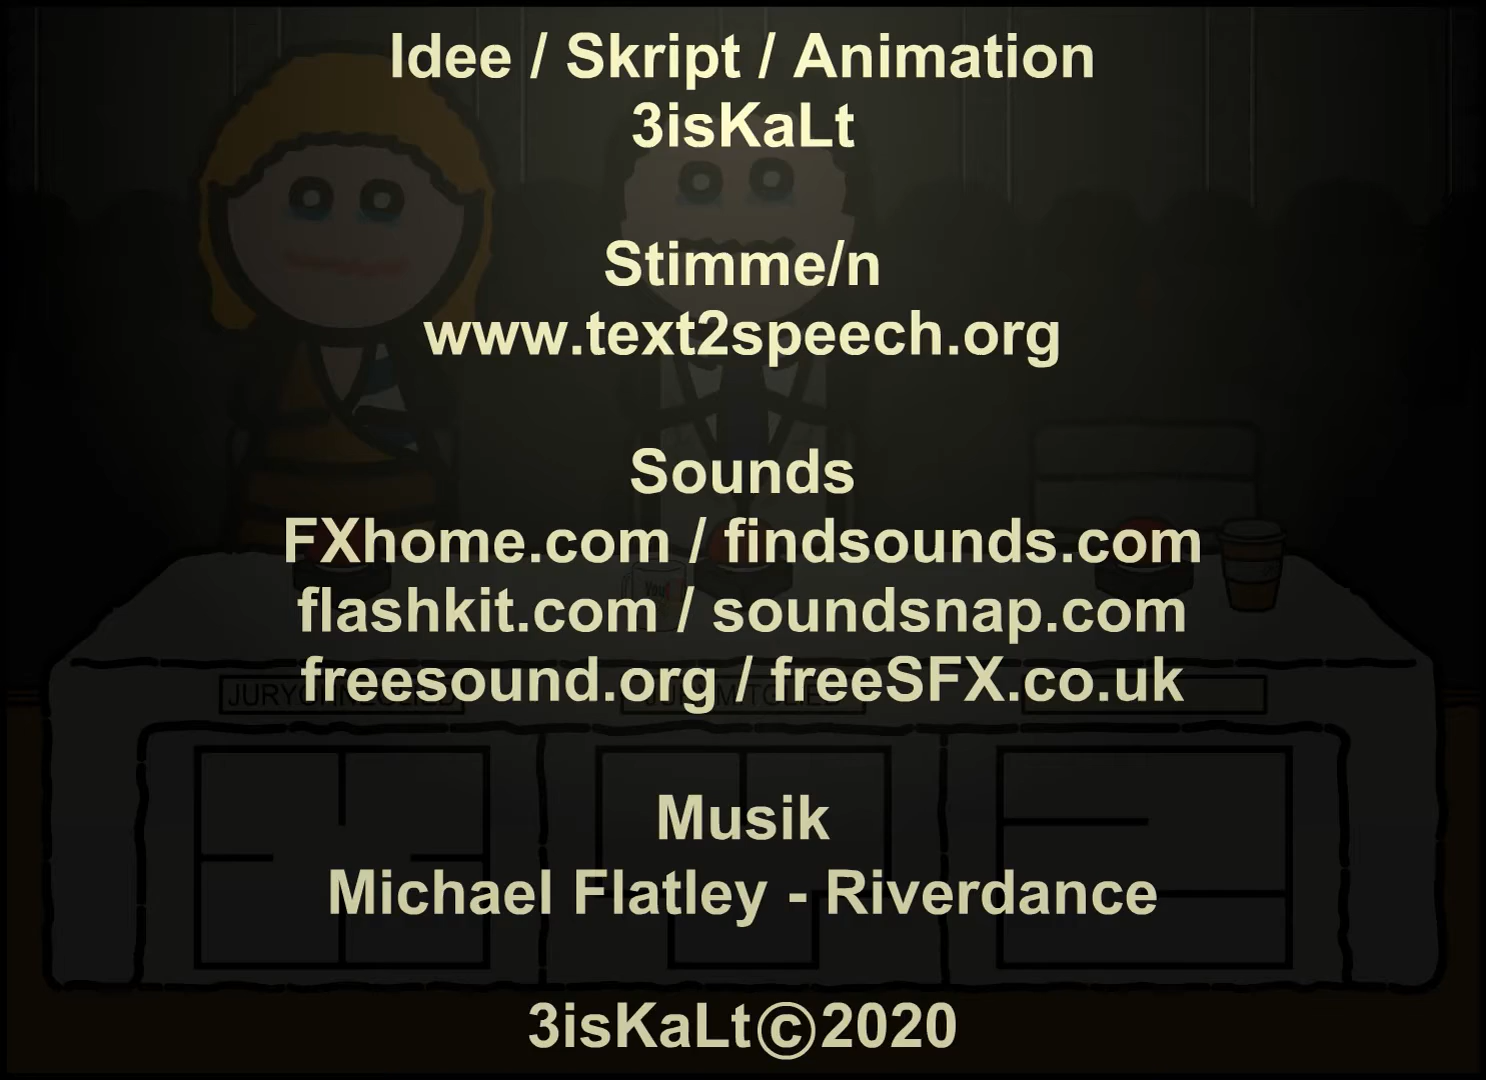 Idee / Skript / Animation
3isKaLt
Stimme/n
www.text2speech.org
Sounds
FXhome.com / findsounds.com
flashkit.com / soundsnap.com
freesound.org / freeSFX.co.uk
Musik
Michael Flatley - Riverdance
3isKaLt©2020